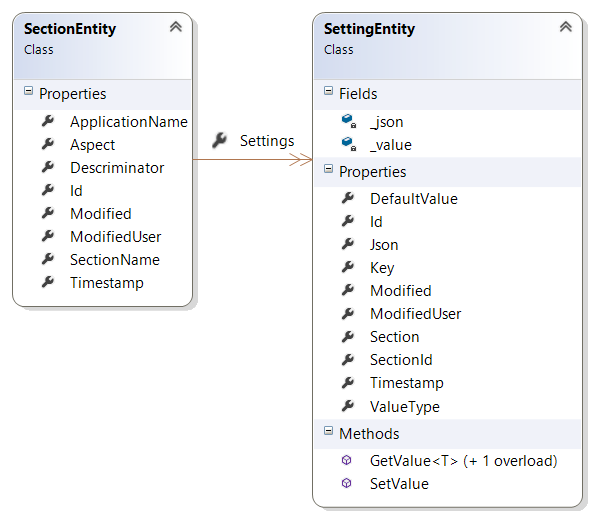 SectionEntity
Class
Properties
ApplicationName
Aspect
Descriminator
Id
Modified
ModifiedUser
SectionName
Timestamp
Settings
SettingEntity
Class
Fields
_json
_value
Properties
DefaultValue
Id
Json
Key
Modified
ModifiedUser
Section
SectionId
Timestamp
ValueType
Methods
GetValue<T> (+ 1 overload)
SetValue